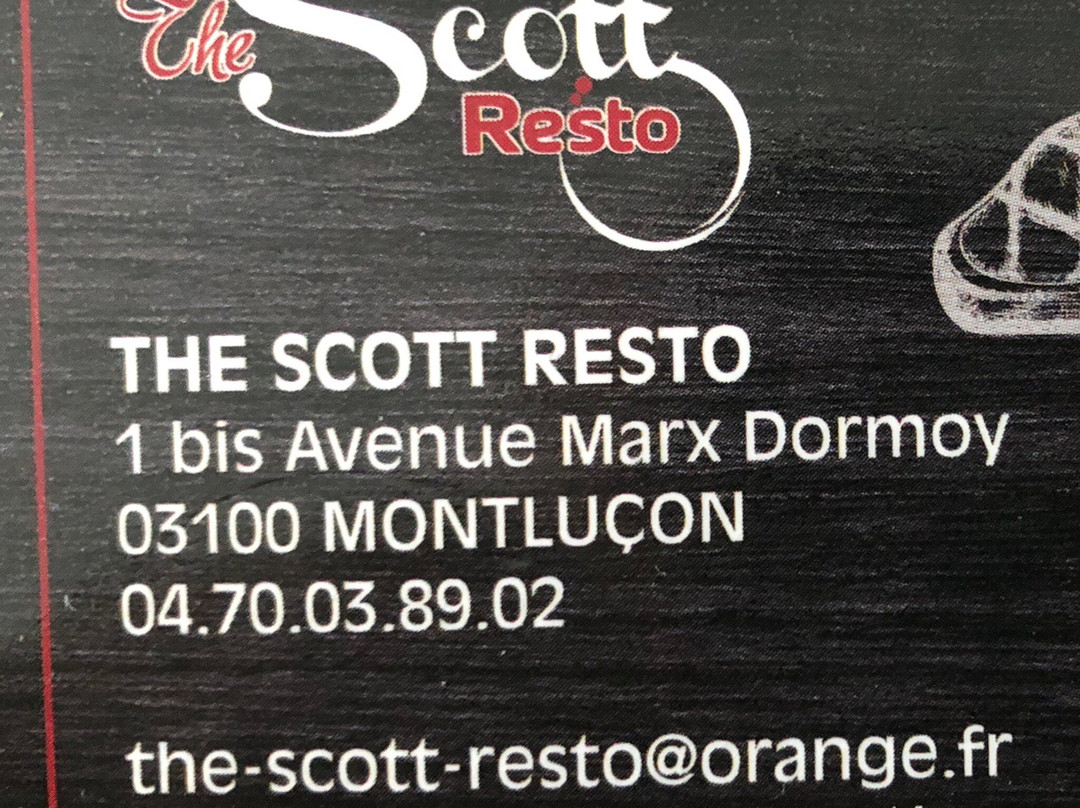 The Scott
Resto
THE SCOTT RESTO
1 bis Avenue Marx Dormoy
03100 MONTLUÇON
04.70.03.89.02
the-scott-resto@orange.fr